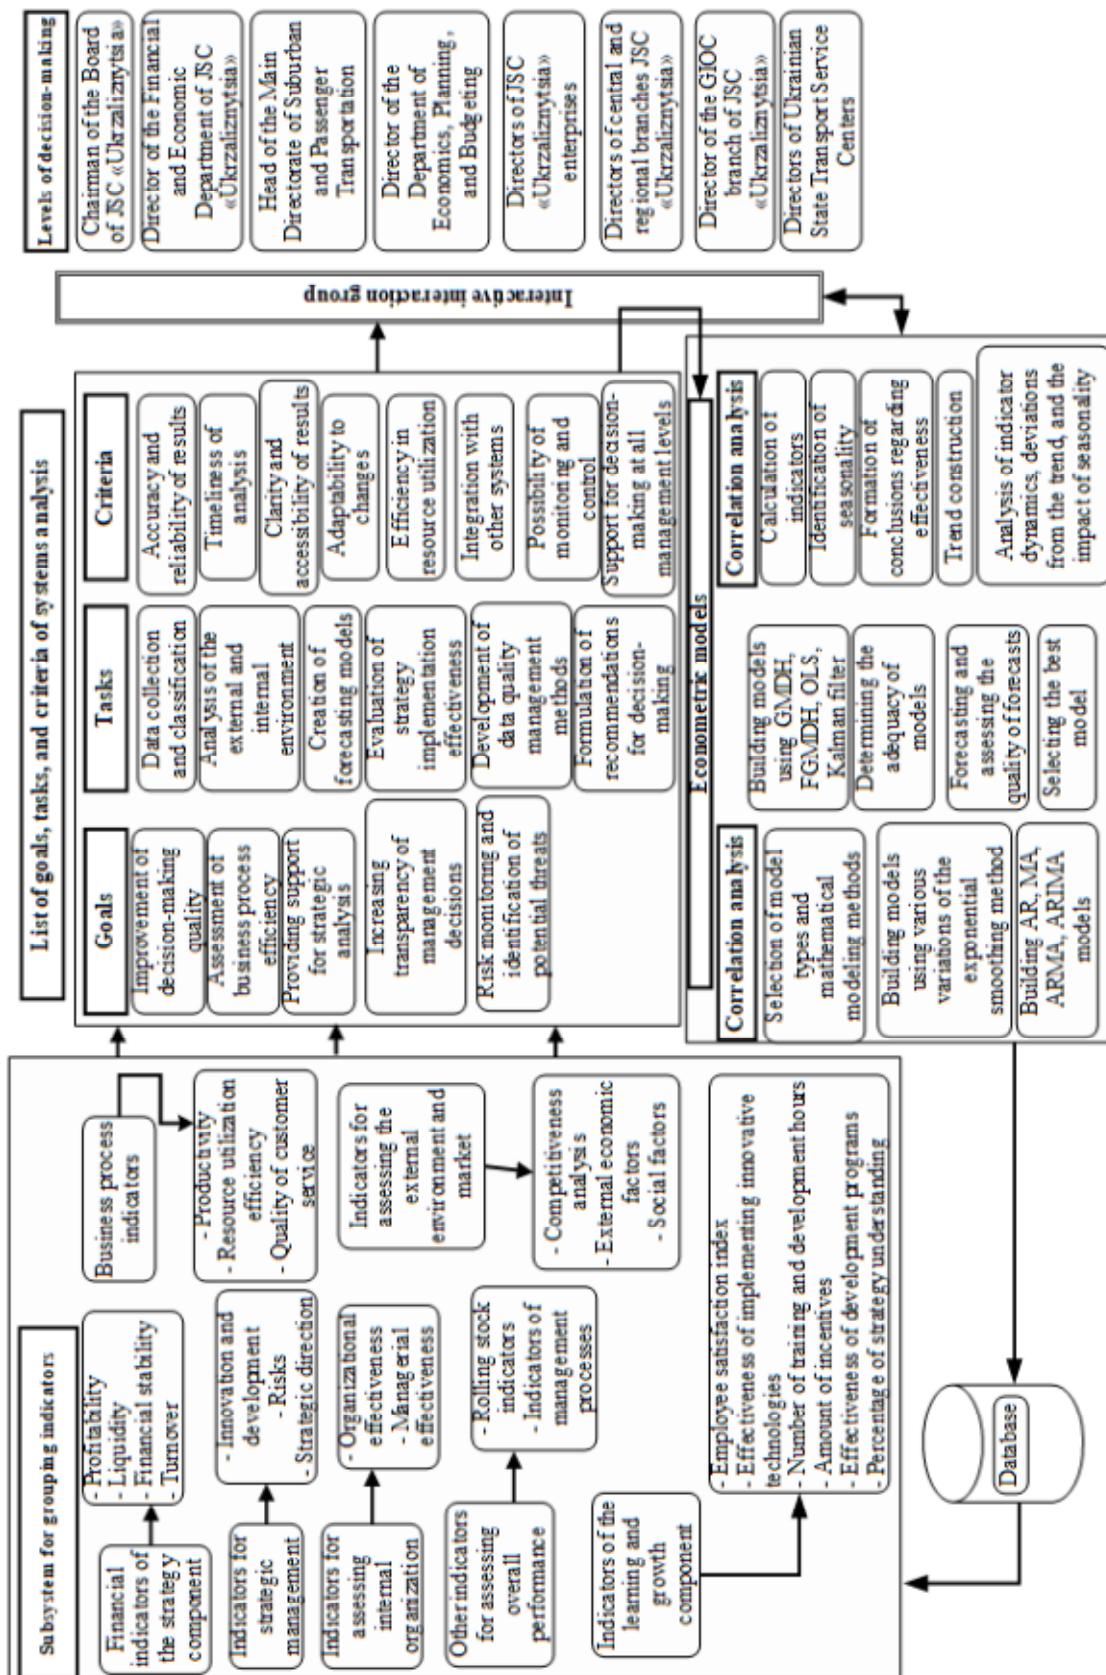 Subsystem for grouping indicators
Financial
indicators of
the strategy
component
- Profitability
- Liquidity
- Financial stability
- Turnover
Business process
indicators
- Productivity
- Resource utilization
efficiency
- Quality of customer
service
Indicators for
strategic
management
- Innovation and
development
- Risks
- Strategic direction
Indicators for
assessing
internal
organization
- Organizational
effectiveness
- Managerial
effectiveness
Indicators for
assessing the
external
environment and
market
- Competitiveness
analysis
- External economic
factors
- Social factors
Otherindicators
for assessing
overall
performance
- Rolling stock
indicators
- Indicators of
management
processes
Indicators of the
learning and
growth
component
- Employee satisfaction index
- Effectiveness of implementing innovative
technologies
- Number of training and development hours
- Amount of incentives
- Effectiveness of development programs
- Percentage of strategy understanding
Database
List of goals, tasks, and criteria of systems analysis
Goals
Improvement of
decision-making
quality
Assessment of
business process
efficiency
Providing support
for strategic
analysis
Increasing
transparency of
management
decisions
Risk monitoring and
identification of
potential threats
Tasks
Data collection
and classification
Analysis of the
external and
internal
environment
Creation of
forecasting models
Evaluation of
strategy
implementation
effectiveness
Development of
data quality
management
methods
Formulation of
recommendations
for decision-
making
Criteria
Accuracy and
reliability of results
Timeliness of
analysis
Clarity and
accessibility of results
Adaptability to
changes
Efficiency in
resource utilization
Integration with
other systems
Possibility of
monitoring and
control
Support for decision-
making at all
management levels
Econometric models
Correlation analysis
Selection of model
types and
mathematical
modeling methods
Building models
using various
variations of the
exponential
smoothing method
Building AR, MA,
ARMA, ARIMA
models
Building models
using GMDH,
FGMDH, OLS,
Kalman filter
Determining the
adequacy of
models
Forecasting and
assessing the
quality of forecasts
Selecting the best
model
Correlation analysis
Calculation of
indicators
Identification of
seasonality
Formation of
conclusions regarding
effectiveness
Trend construction
Analysis of indicator
dynamics, deviations
from the trend, and the
impact of seasonality
Interactive interaction group
Levels of decision-making
Chairman of the Board
of JSC «Ukrzaliznytsia»
Director of the Financial
and Economic
Department of JSC
«Ukrzaliznytsia»
Head of the Main
Directorate of Suburban
and Passenger
Transportation
Director of the
Department of
Economics, Planning,
and Budgeting
Directors of JSC
«Ukrzaliznytsia»
enterprises
Directors of central and
regional branches JSC
«Ukrzaliznytsia»
Director of the GIOC
branch of JSC
«Ukrzaliznytsia»
Directors of Ukrainian
State Transport Service
Centers